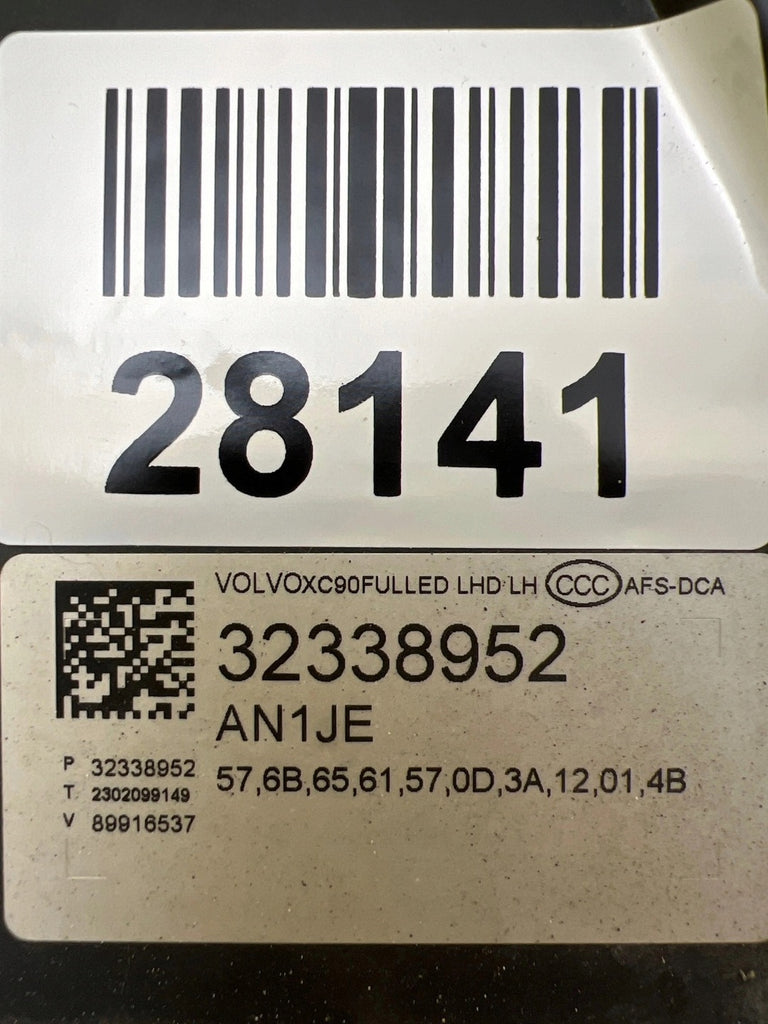 28141
VOLVOXC90FULLED LHD LH CCC AFS-DCA
32338952
AN1JE
57,6B,65,61,57,0D,3A,12,01,4B
P 32338952
T 2302099149
V 89916537